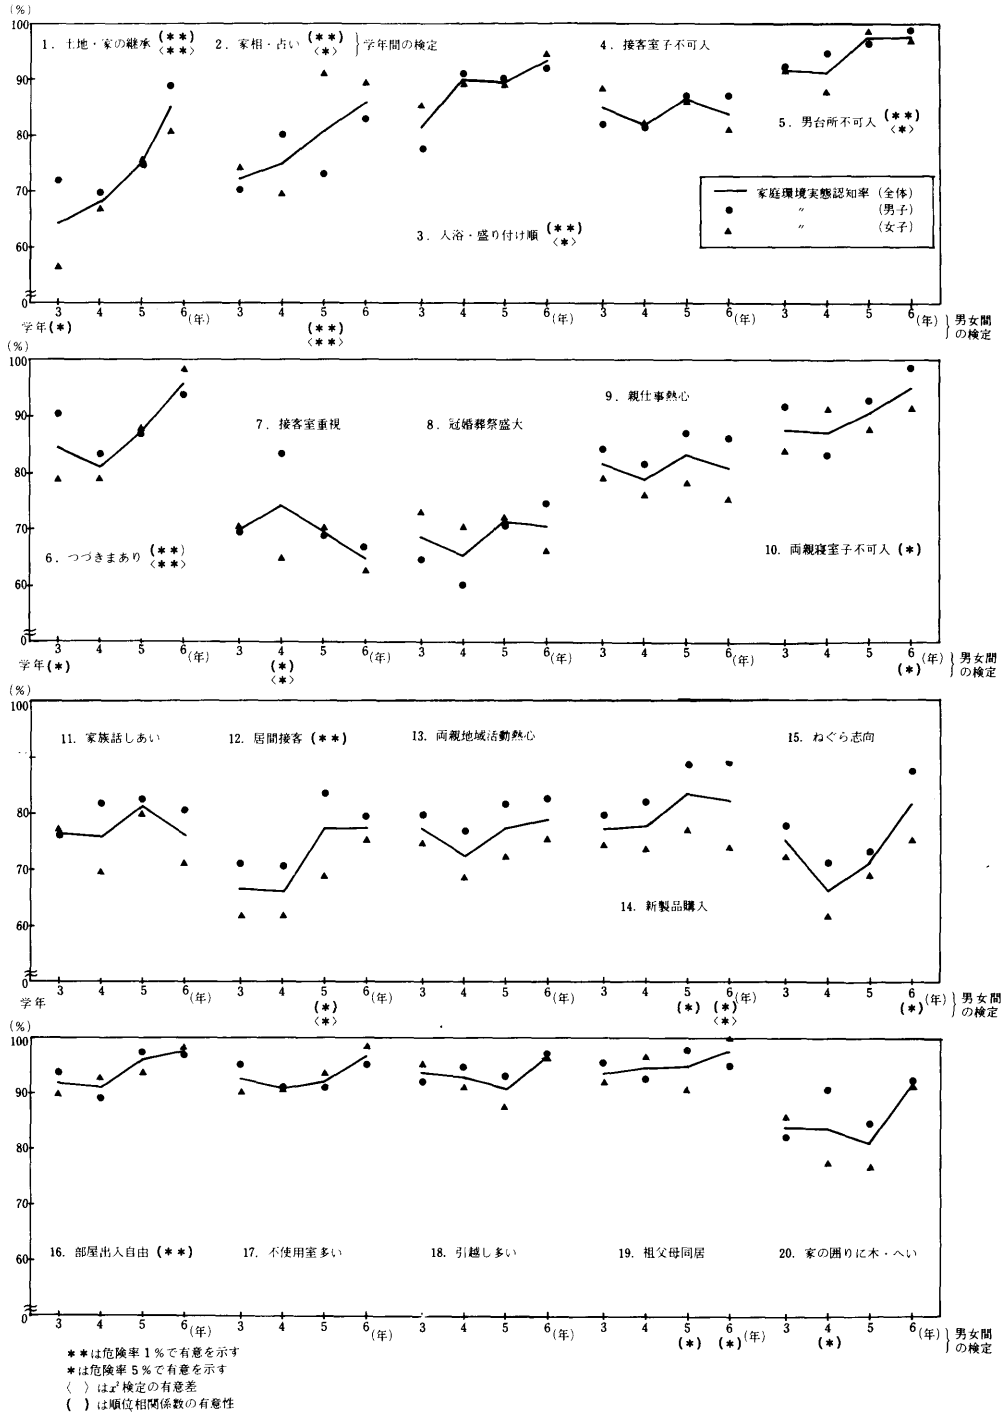 (%)
100
90
80
70
60
0
1. 土地・家の継承 (**)
〈**〉
2. 家相・占い (**)
〈*〉
}学年間の検定
3. 入浴・盛り付け順 (**)
〈*〉
4. 接客室子不可入
5. 男台所不可入 (**)
〈*〉
家庭環境実態認知率 (全体)
● 〃 (男子)
▲ 〃 (女子)
3 4 5 6 (年) 3 4 5 6 (年) 3 4 5 6 (年) 3 4 5 6 (年) 3 4 5 6 (年)
学年(*)
(**)
〈**〉
}男女間
の検定
(%)
100
90
80
70
60
0
6. つづきまあり (**)
〈**〉
7. 接客室重視
8. 冠婚葬祭盛大
9. 親仕事熱心
10. 両親寝室子不可入 (*)
3 4 5 6 (年) 3 4 5 6 (年) 3 4 5 6 (年) 3 4 5 6 (年) 3 4 5 6 (年)
学年(*)
(*)
〈*〉
(*)
}男女間
の検定
(%)
100
80
70
60
0
11. 家族話しあい
12. 居間接客 (**)
13. 両親地域活動熱心
14. 新製品購入
15. ねぐら志向
3 4 5 6 (年) 3 4 5 6 (年) 3 4 5 6 (年) 3 4 5 6 (年) 3 4 5 6 (年)
学年
(*)
〈*〉
(*)
(*)
〈*〉
(*)
}男女間
の検定
(%)
100
90
80
70
60
0
16. 部屋出入自由 (**)
17. 不使用室多い
18. 引越し多い
19. 祖父母同居
20. 家の囲りに木・へい
3 4 5 6 (年) 3 4 5 6 (年) 3 4 5 6 (年) 3 4 5 6 (年) 3 4 5 6 (年)
(*) (*) (*)
}男女間
の検定
**は危険率1%で有意を示す
*は危険率5%で有意を示す
〈 〉はx²検定の有意差
( )は順位相関係数の有意性